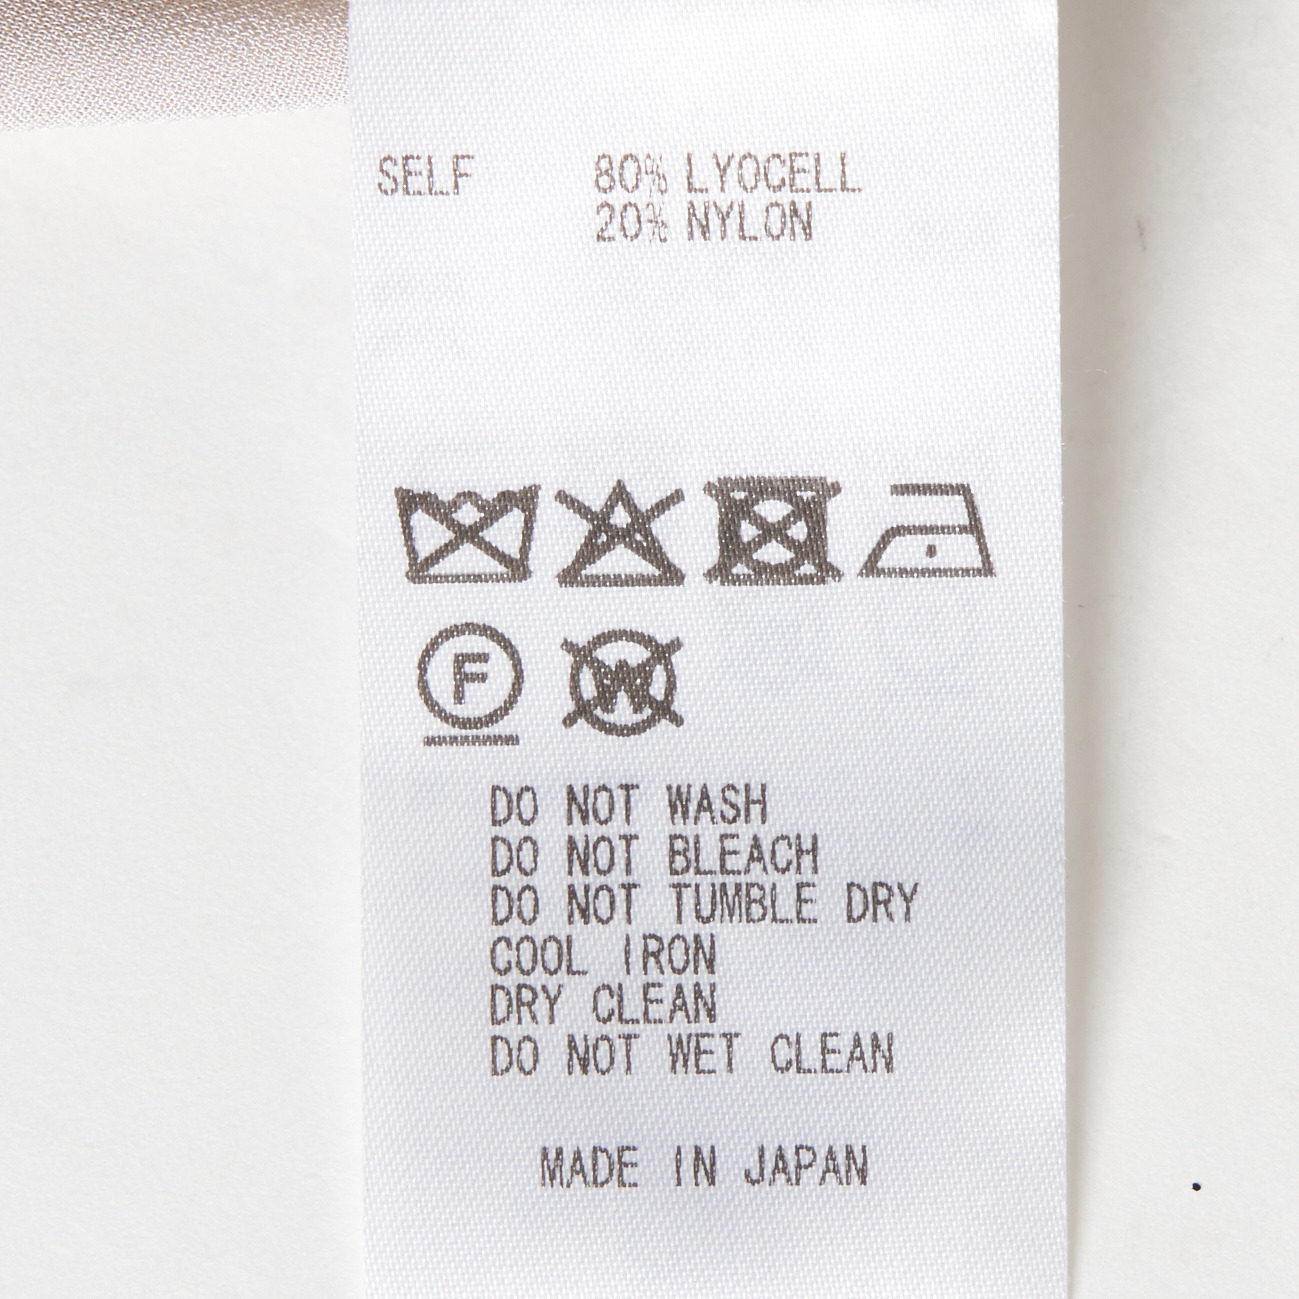 SELF 80% LYOCELL
20% NYLON
F
W
DO NOT WASH
DO NOT BLEACH
DO NOT TUMBLE DRY
COOL IRON
DRY CLEAN
DO NOT WET CLEAN
MADE IN JAPAN